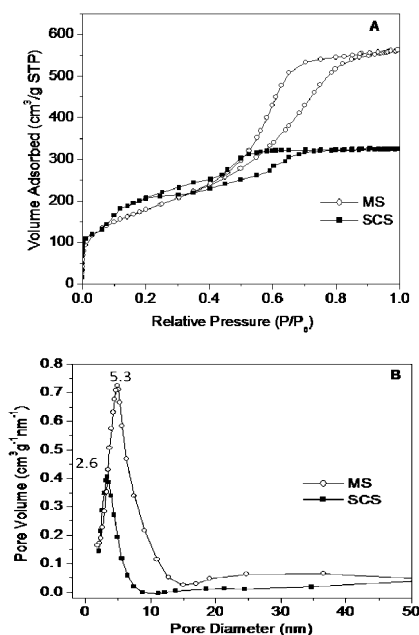 A
600
500
400
300
200
100
0
Volume Adsorbed (cm³/g STP)
MS
SCS
0.0 0.2 0.4 0.6 0.8 1.0
Relative Pressure (P/P₀)
B
0.8
0.7
0.6
0.5
0.4
0.3
0.2
0.1
0.0
5.3
2.6
Pore Volume (cm³g⁻¹nm⁻¹)
MS
SCS
0 10 20 30 40 50
Pore Diameter (nm)